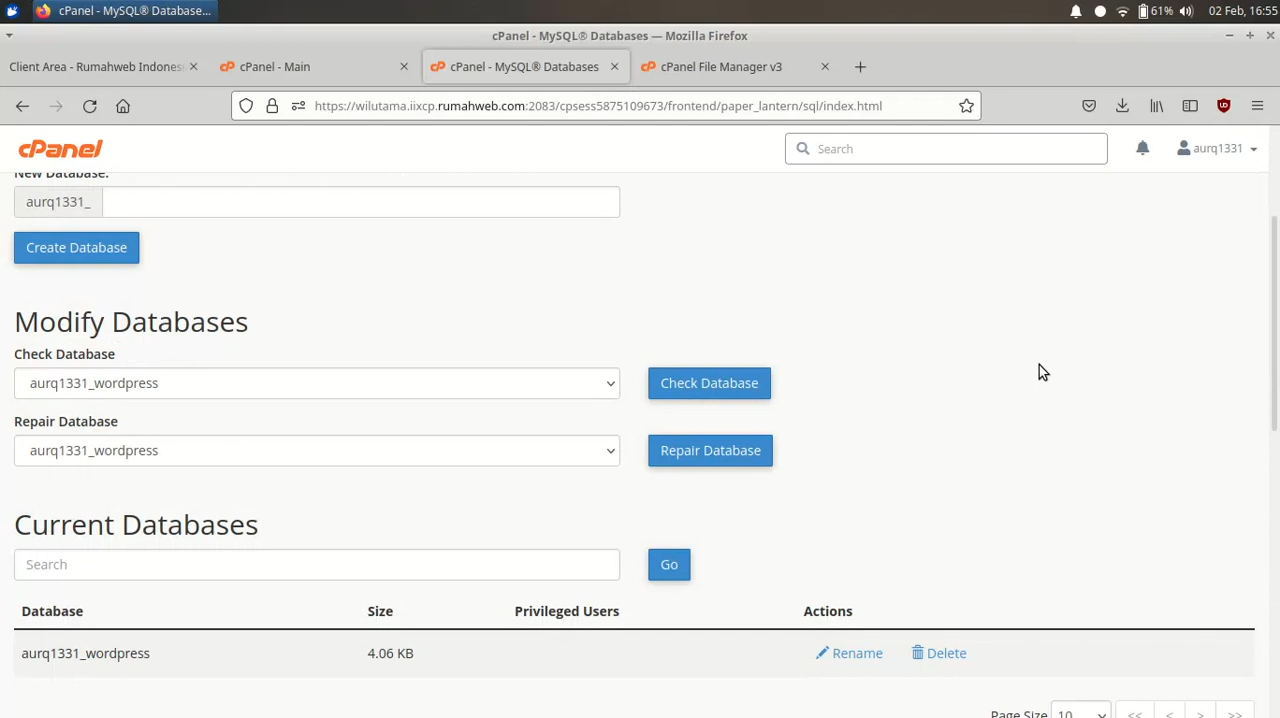 cPanel - MySQL® Database...
61%
02 Feb, 16:55
cPanel - MySQL® Databases — Mozilla Firefox
Client Area - Rumahweb Indones
cPanel - Main
cPanel - MySQL® Databases
cPanel File Manager v3
https://wilutama.iixcp.rumahweb.com:2083/cpsess5875109673/frontend/paper_lantern/sql/index.html
cPanel
Search
aurq1331
New Database:
aurq1331_
Create Database
Modify Databases
Check Database
aurq1331_wordpress
Check Database
Repair Database
aurq1331_wordpress
Repair Database
Current Databases
Search
Go
Database Size Privileged Users Actions
aurq1331_wordpress 4.06 KB Rename Delete
Page Size 10 << < > >>